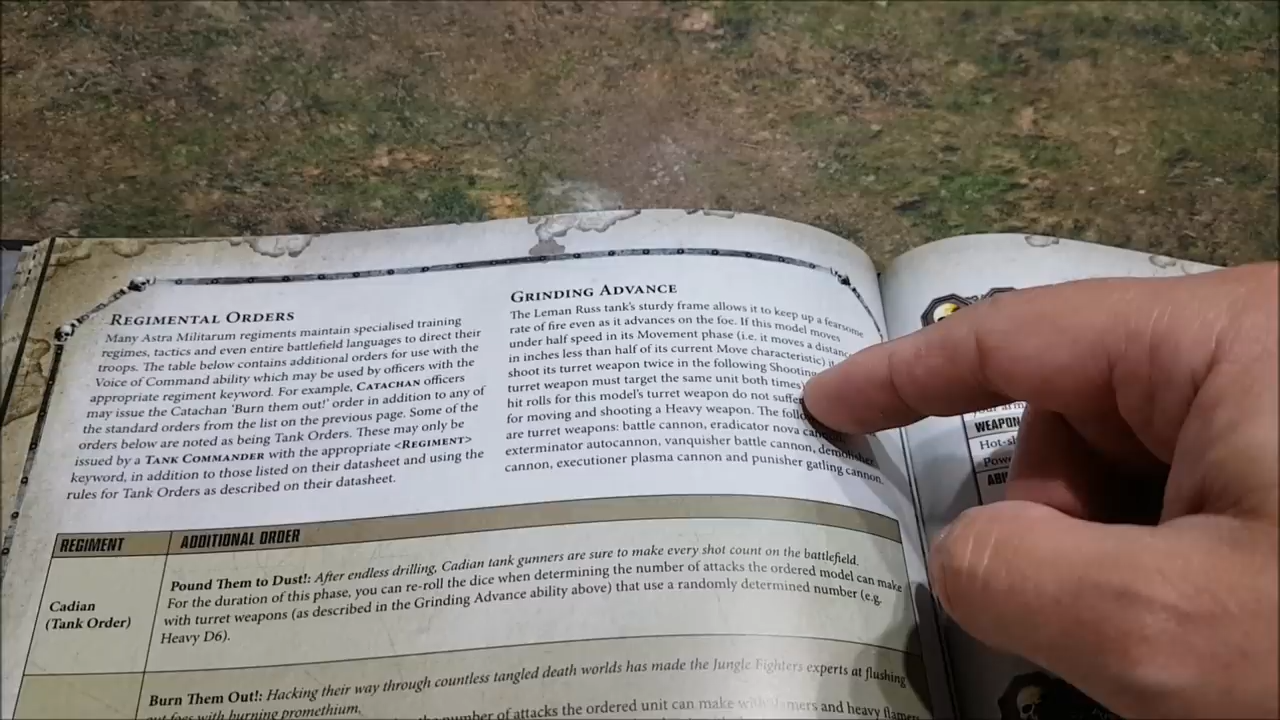 REGIMENTAL ORDERS
Many Astra Militarum regiments maintain specialised training
regimes, tactics and even entire battlefield languages to direct their
troops. The table below contains additional orders for use with the
Voice of Command ability which may be used by officers with the
appropriate regiment keyword. For example, CATACHAN officers
may issue the Catachan 'Burn them out!' order in addition to any of
the standard orders from the list on the previous page. Some of the
orders below are noted as being Tank Orders. These may only be
issued by a TANK COMMANDER with the appropriate <REGIMENT>
keyword, in addition to those listed on their datasheet and using the
rules for Tank Orders as described on their datasheet.
GRINDING ADVANCE
The Leman Russ tank's sturdy frame allows it to keep up a fearsome
rate of fire even as it advances on the foe. If this model moves
under half speed in its Movement phase (i.e. it moves a distance
in inches less than half of its current Move characteristic)
shoot its turret weapon twice in the following Shooting
turret weapon must target the same unit both times)
hit rolls for this model's turret weapon do not suffer
for moving and shooting a Heavy weapon. The
are turret weapons: battle cannon, eradicator nova
exterminator autocannon, vanquisher battle cannon, demolisher
cannon, executioner plasma cannon and punisher gatling cannon.
REGIMENT ADDITIONAL ORDER
Cadian
(Tank Order)
Pound Them to Dust!: After endless drilling, Cadian tank gunners are sure to make every shot count on the battlefield.
For the duration of this phase, you can re-roll the dice when determining the number of attacks the ordered model can make
with turret weapons (as described in the Grinding Advance ability above) that use a randomly determined number (e.g.
Heavy D6).
Burn Them Out!: Hacking their way through countless tangled death worlds has made the Jungle Fighters experts at flushing
out foes with burning promethium.
number of attacks the ordered unit can make with flamers and heavy
WEAPON